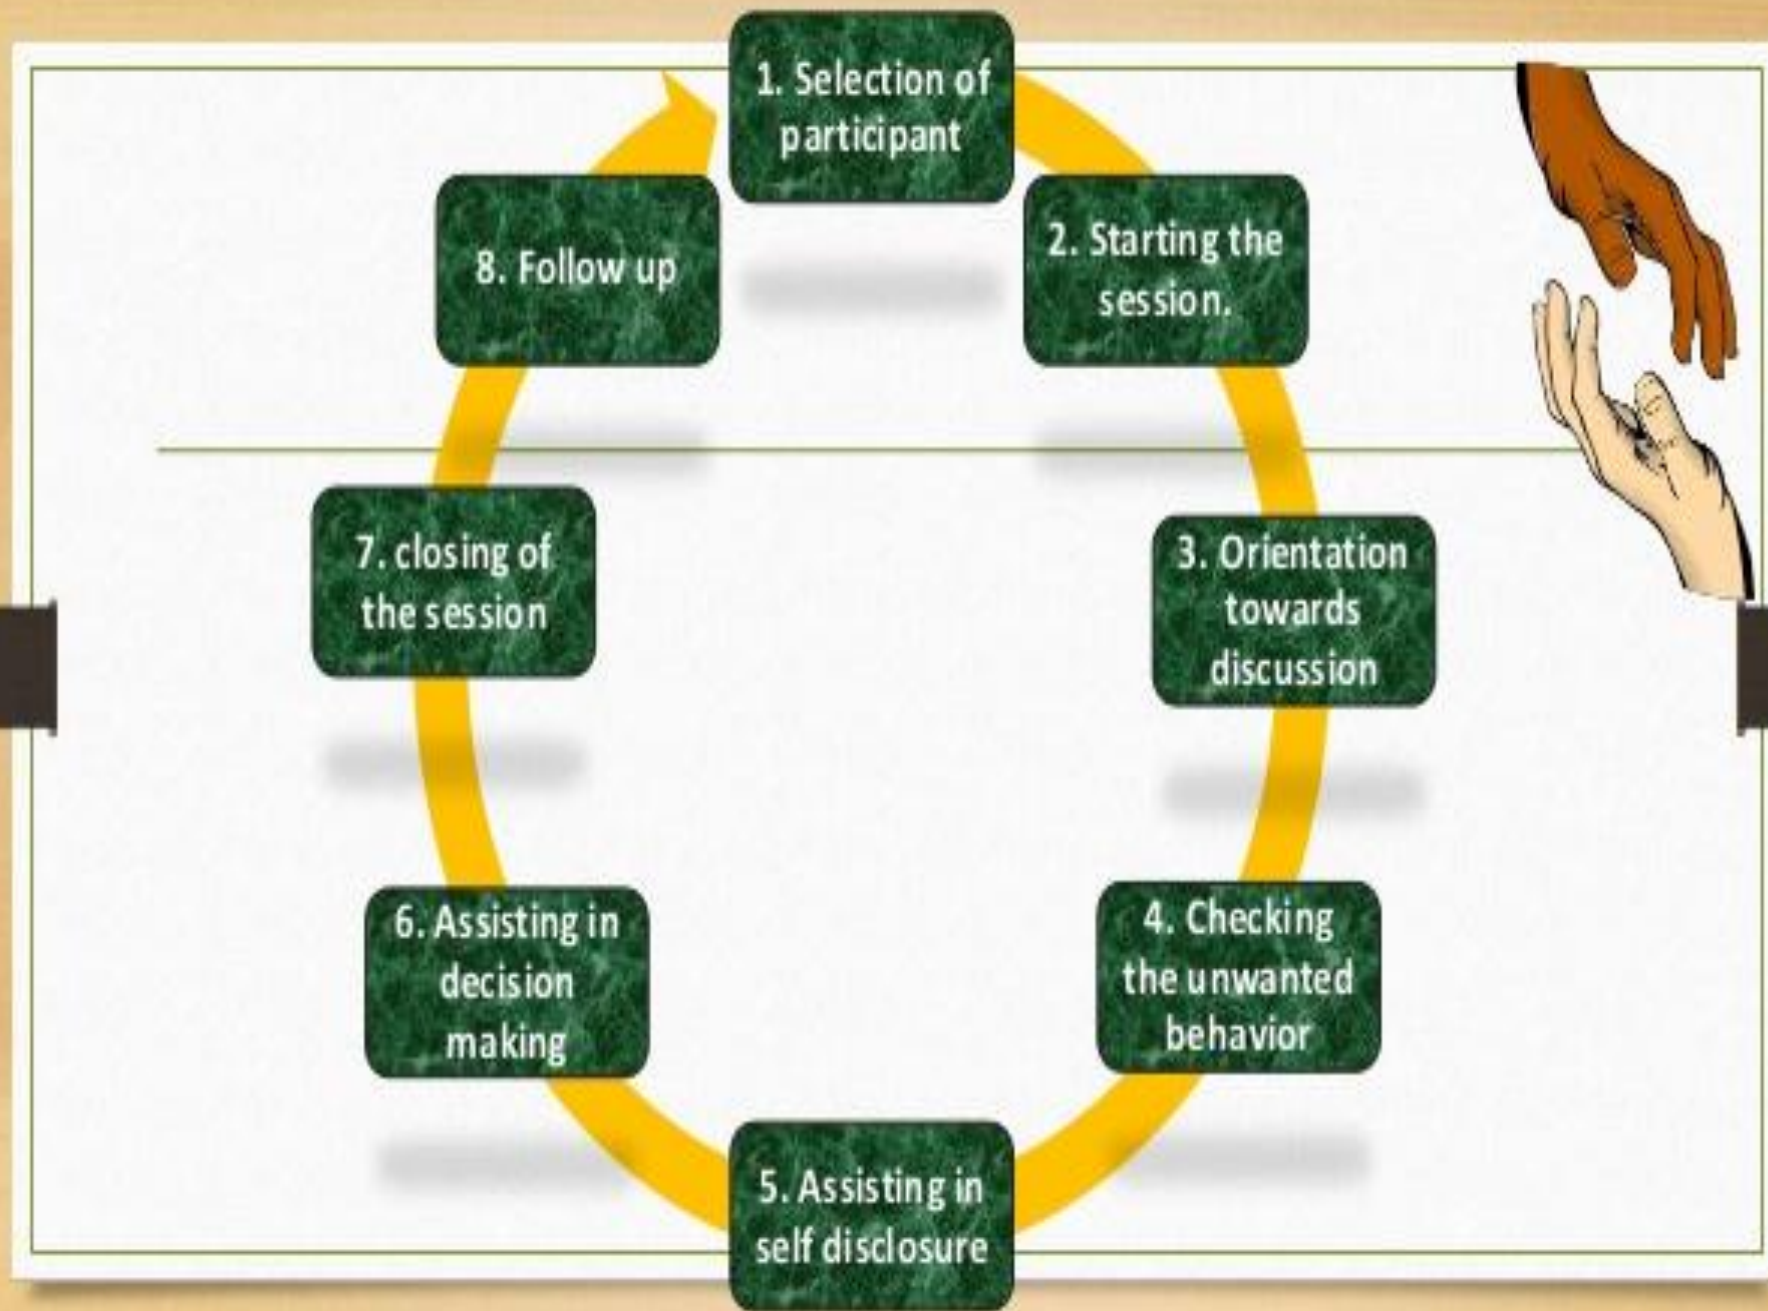 1. Selection of
participant
2. Starting the
session.
3. Orientation
towards
discussion
4. Checking
the unwanted
behavior
5. Assisting in
self disclosure
6. Assisting in
decision
making
7. closing of
the session
8. Follow up